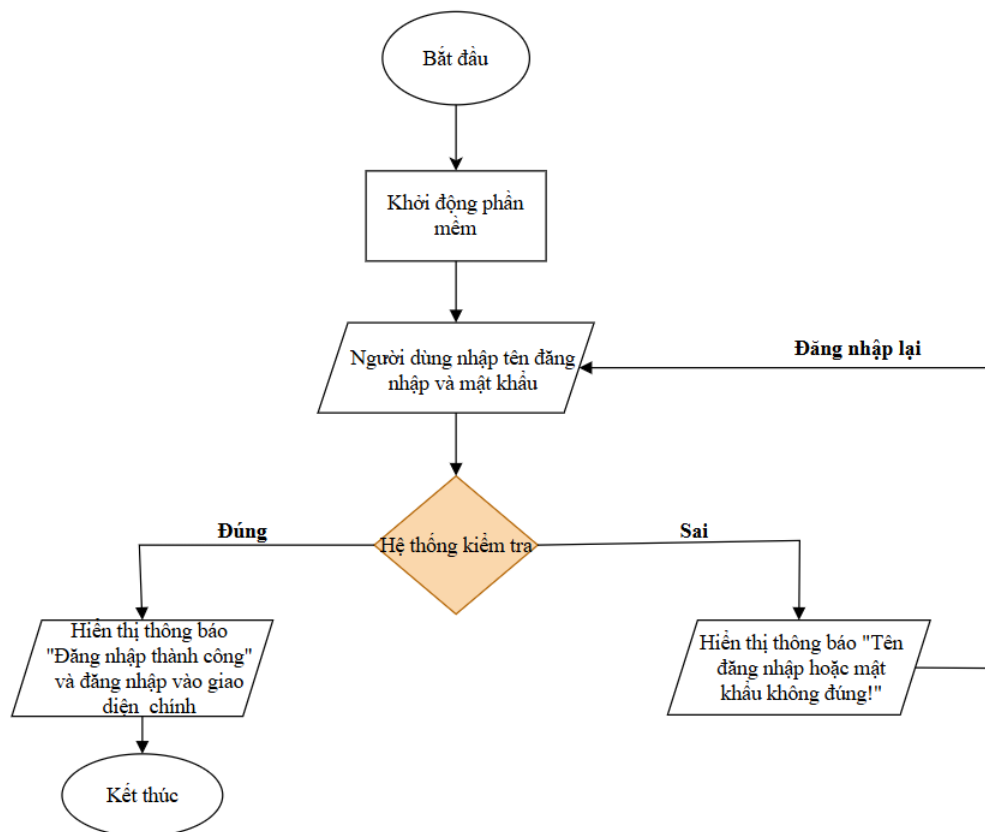 Bắt đầu
Khởi động phần
mềm
Người dùng nhập tên đăng
nhập và mật khẩu
Đăng nhập lại
Đúng
Hệ thống kiểm tra
Sai
Hiển thị thông báo
"Đăng nhập thành công"
và đăng nhập vào giao
diện chính
Hiển thị thông báo "Tên
đăng nhập hoặc mật
khẩu không đúng!"
Kết thúc